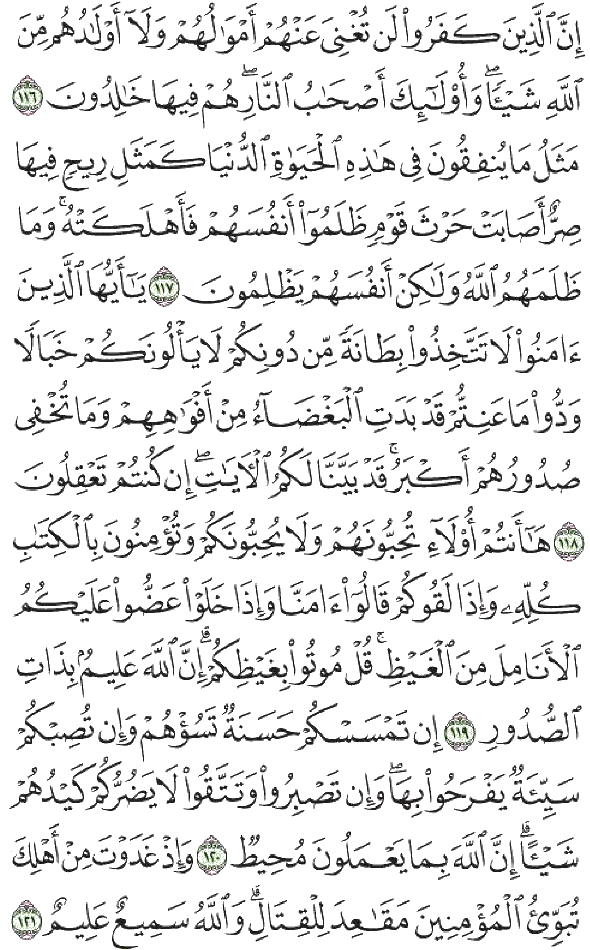 إِنَّ ٱلَّذِينَ كَفَرُوا۟ لَن تُغْنِىَ عَنْهُمْ أَمْوَٰلُهُمْ وَلَآ أَوْلَٰدُهُم مِّنَ
ٱللَّهِ شَيْـًٔا ۖ وَأُو۟لَٰٓئِكَ أَصْحَٰبُ ٱلنَّارِ ۖ هُمْ فِيهَا خَٰلِدُونَ ١١٦
مَثَلُ مَا يُنفِقُونَ فِى هَٰذِهِ ٱلْحَيَوٰةِ ٱلدُّنْيَا كَمَثَلِ رِيحٍ فِيهَا
صِرٌّ أَصَابَتْ حَرْثَ قَوْمٍ ظَلَمُوٓا۟ أَنفُسَهُمْ فَأَهْلَكَتْهُ ۚ وَمَا
ظَلَمَهُمُ ٱللَّهُ وَلَٰكِنْ أَنفُسَهُمْ يَظْلِمُونَ ١١٧ يَٰٓأَيُّهَا ٱلَّذِينَ
ءَامَنُوا۟ لَا تَتَّخِذُوا۟ بِطَانَةً مِّن دُونِكُمْ لَا يَأْلُونَكُمْ خَبَالًا
وَدُّوا۟ مَا عَنِتُّمْ قَدْ بَدَتِ ٱلْبَغْضَآءُ مِنْ أَفْوَٰهِهِمْ وَمَا تُخْفِى
صُدُورُهُمْ أَكْبَرُ ۚ قَدْ بَيَّنَّا لَكُمُ ٱلْءَايَٰتِ ۖ إِن كُنتُمْ تَعْقِلُونَ
١١٨ هَٰٓأَنتُمْ أُو۟لَآءِ تُحِبُّونَهُمْ وَلَا يُحِبُّونَكُمْ وَتُؤْمِنُونَ بِٱلْكِتَٰبِ
كُلِّهِۦ وَإِذَا لَقُوكُمْ قَالُوٓا۟ ءَامَنَّا وَإِذَا خَلَوْا۟ عَضُّوا۟ عَلَيْكُمُ
ٱلْأَنَامِلَ مِنَ ٱلْغَيْظِ ۚ قُلْ مُوتُوا۟ بِغَيْظِكُمْ ۗ إِنَّ ٱللَّهَ عَلِيمٌۢ بِذَاتِ
ٱلصُّدُورِ ١١٩ إِن تَمْسَسْكُمْ حَسَنَةٌ تَسُؤْهُمْ وَإِن تُصِبْكُمْ
سَيِّئَةٌ يَفْرَحُوا۟ بِهَا ۖ وَإِن تَصْبِرُوا۟ وَتَتَّقُوا۟ لَا يَضُرُّكُمْ كَيْدُهُمْ
شَيْـًٔا ۗ إِنَّ ٱللَّهَ بِمَا يَعْمَلُونَ مُحِيطٌ ١٢٠ وَإِذْ غَدَوْتَ مِنْ أَهْلِكَ
تُبَوِّئُ ٱلْمُؤْمِنِينَ مَقَٰعِدَ لِلْقِتَالِ ۗ وَٱللَّهُ سَمِيعٌ عَلِيمٌ ١٢١